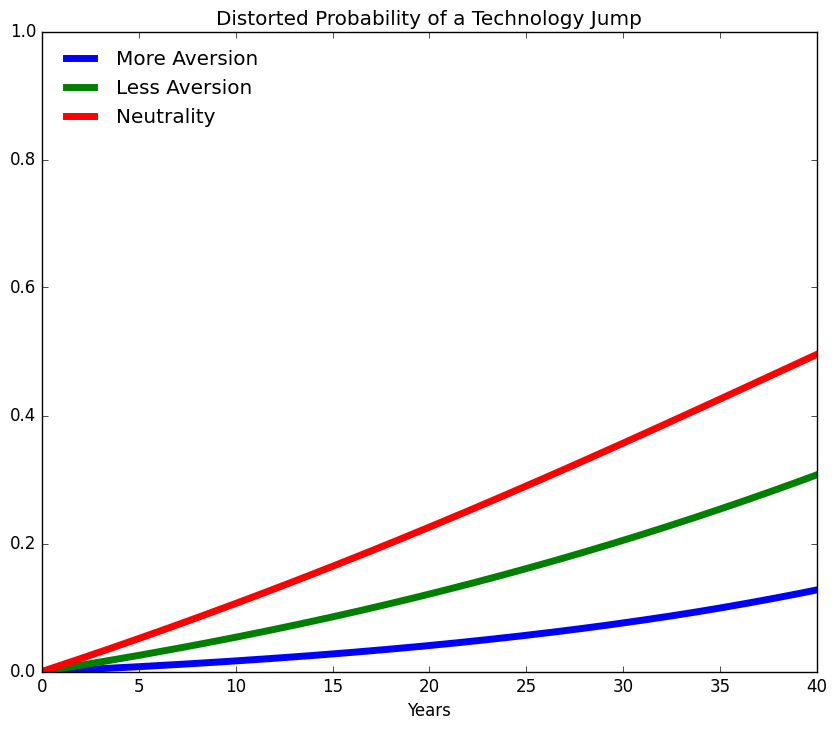 Distorted Probability of a Technology Jump
1.0
More Aversion
Less Aversion
Neutrality
0.8
0.6
0.4
0.2
0.0
0 5 10 15 20 25 30 35 40
Years